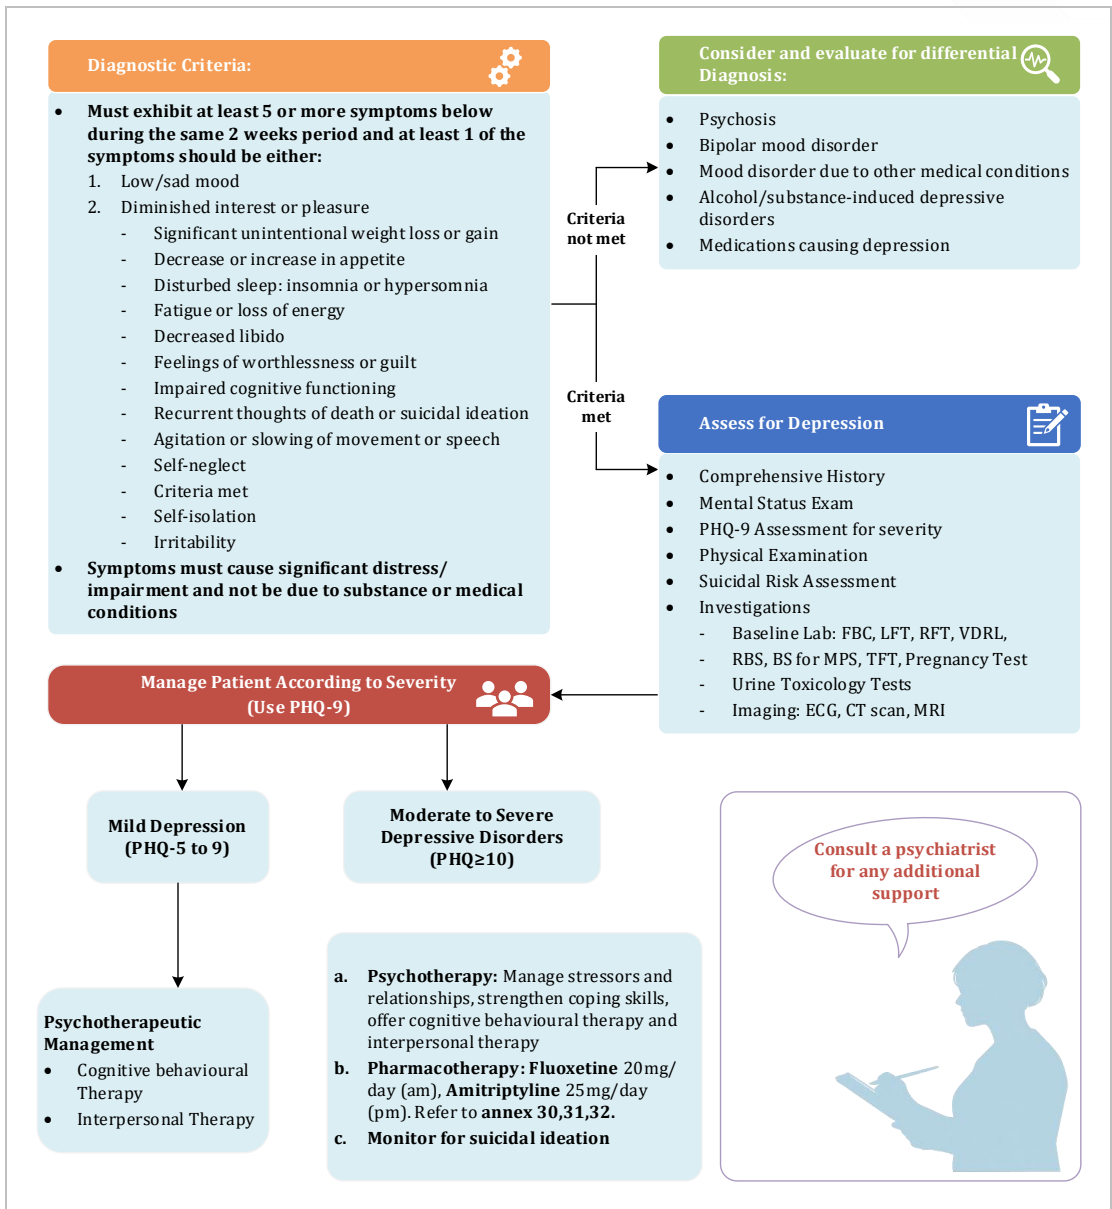 Diagnostic Criteria:
• Must exhibit at least 5 or more symptoms below
during the same 2 weeks period and at least 1 of the
symptoms should be either:
1. Low/sad mood
2. Diminished interest or pleasure
- Significant unintentional weight loss or gain
- Decrease or increase in appetite
- Disturbed sleep: insomnia or hypersomnia
- Fatigue or loss of energy
- Decreased libido
- Feelings of worthlessness or guilt
- Impaired cognitive functioning
- Recurrent thoughts of death or suicidal ideation
- Agitation or slowing of movement or speech
- Self-neglect
- Criteria met
- Self-isolation
- Irritability
• Symptoms must cause significant distress/
impairment and not be due to substance or medical
conditions
Criteria
not met
Consider and evaluate for differential
Diagnosis:
• Psychosis
• Bipolar mood disorder
• Mood disorder due to other medical conditions
• Alcohol/substance-induced depressive
disorders
• Medications causing depression
Criteria
met
Assess for Depression
• Comprehensive History
• Mental Status Exam
• PHQ-9 Assessment for severity
• Physical Examination
• Suicidal Risk Assessment
• Investigations
- Baseline Lab: FBC, LFT, RFT, VDRL,
- RBS, BS for MPS, TFT, Pregnancy Test
- Urine Toxicology Tests
- Imaging: ECG, CT scan, MRI
Manage Patient According to Severity
(Use PHQ-9)
Mild Depression
(PHQ-5 to 9)
Moderate to Severe
Depressive Disorders
(PHQ≥10)
Psychotherapeutic
Management
• Cognitive behavioural
Therapy
• Interpersonal Therapy
a. Psychotherapy: Manage stressors and
relationships, strengthen coping skills,
offer cognitive behavioural therapy and
interpersonal therapy
b. Pharmacotherapy: Fluoxetine 20mg/
day (am), Amitriptyline 25mg/day
(pm). Refer to annex 30,31,32.
c. Monitor for suicidal ideation
Consult a psychiatrist
for any additional
support